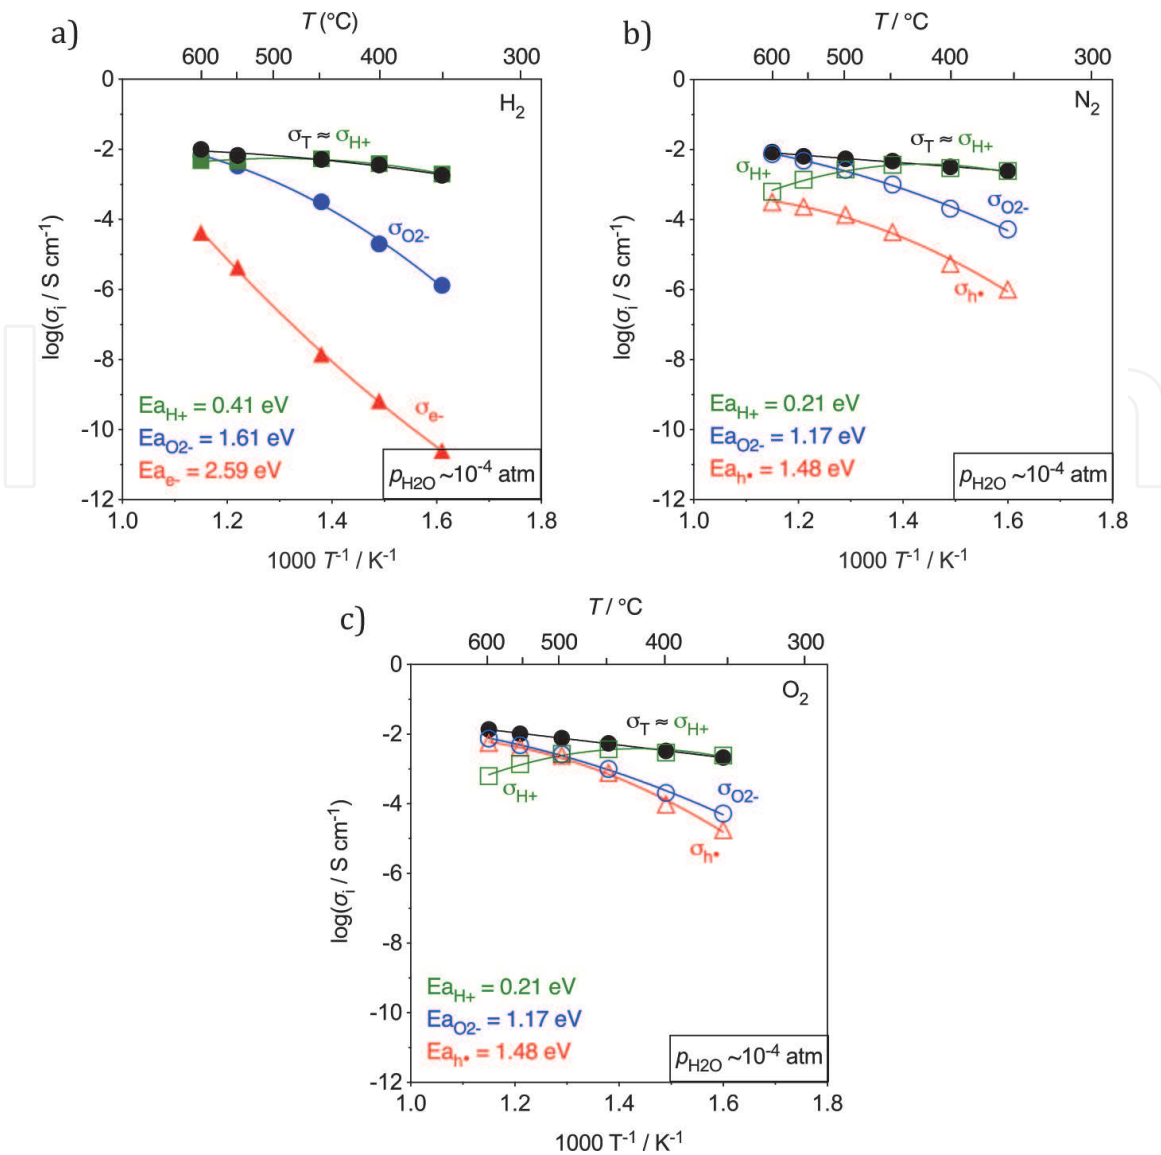 a)
T (°C)
600 500 400 300
H2
0
-2
-4
-6
-8
-10
-12
log(σi / S cm-1)
σT ≈ σH+
σO2-
σe-
EaH+ = 0.41 eV
EaO2- = 1.61 eV
Eae- = 2.59 eV
pH2O ~10-4 atm
1.0 1.2 1.4 1.6 1.8
1000 T-1 / K-1
b)
T / °C
600 500 400 300
N2
0
-2
-4
-6
-8
-10
-12
log(σi / S cm-1)
σT ≈ σH+
σH+
σO2-
σh•
EaH+ = 0.21 eV
EaO2- = 1.17 eV
Eah• = 1.48 eV
pH2O ~10-4 atm
1.0 1.2 1.4 1.6 1.8
1000 T-1 / K-1
c)
T / °C
600 500 400 300
O2
0
-2
-4
-6
-8
-10
-12
log(σi / S cm-1)
σT ≈ σH+
σH+
σO2-
σh•
EaH+ = 0.21 eV
EaO2- = 1.17 eV
Eah• = 1.48 eV
pH2O ~10-4 atm
1.0 1.2 1.4 1.6 1.8
1000 T-1 / K-1